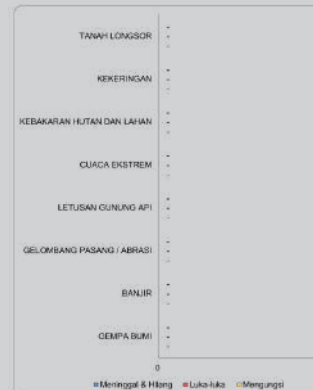 TANAH LONGSOR
-
-
-
KEKERINGAN
-
-
-
KEBAKARAN HUTAN DAN LAHAN
-
-
-
CUACA EKSTREM
-
-
-
LETUSAN GUNUNG API
-
-
-
GELOMBANG PASANG / ABRASI
-
-
-
BANJIR
-
-
-
GEMPA BUMI
-
-
-
0
Meninggal & Hilang Luka-luka Mengungsi